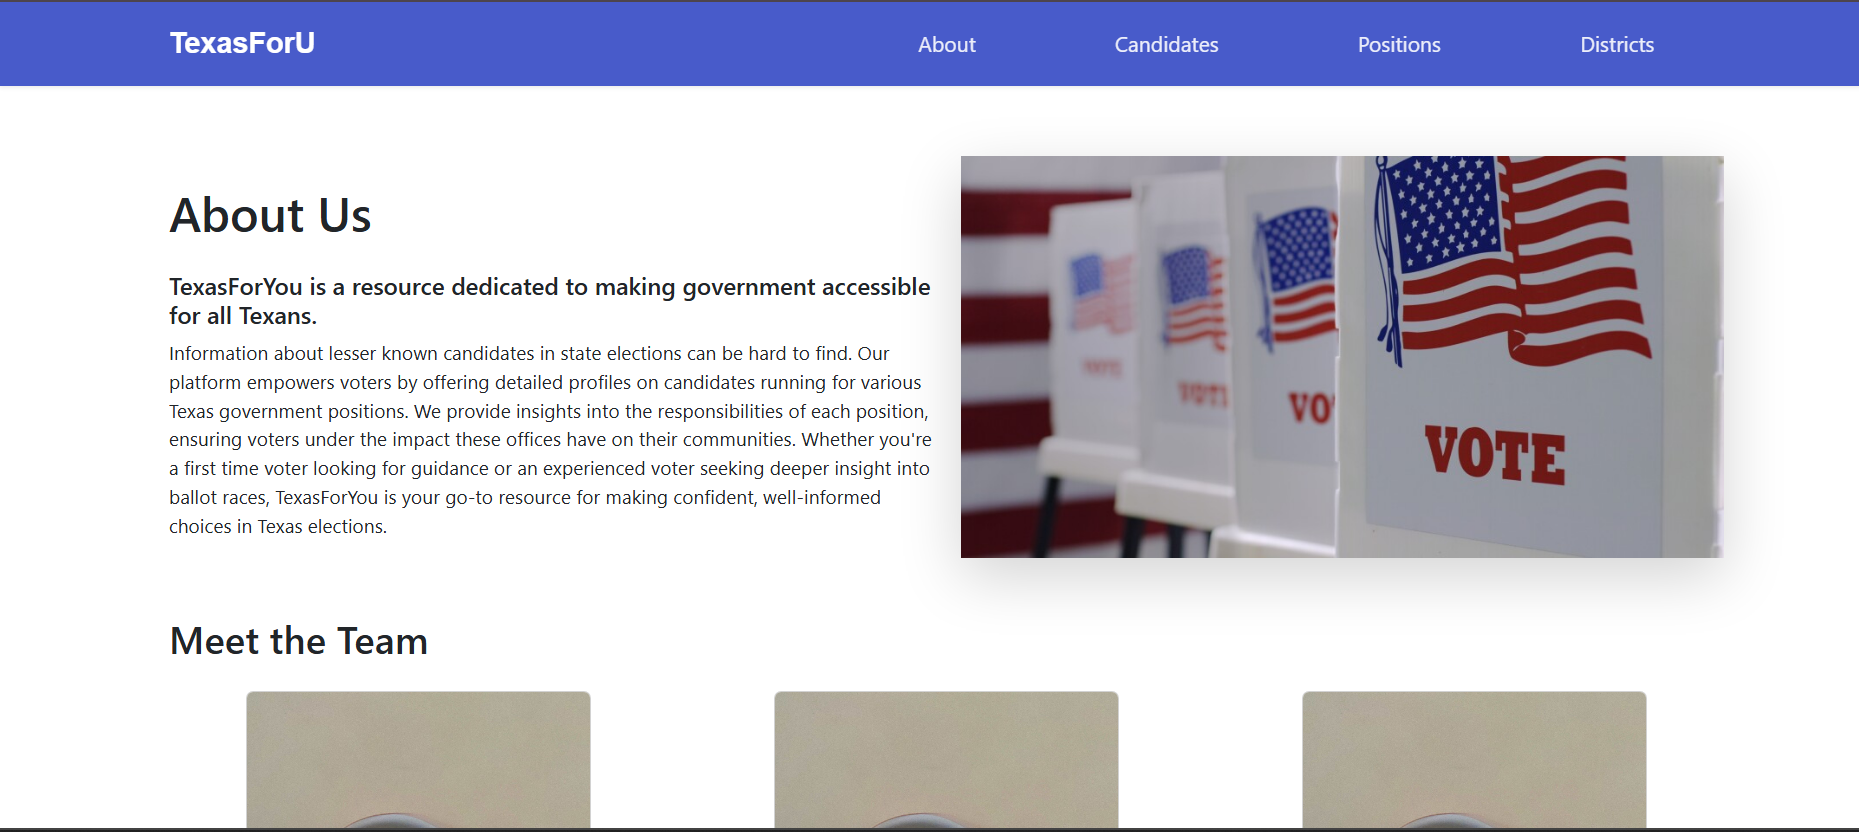 TexasForU
About
Candidates
Positions
Districts
About Us
TexasForYou is a resource dedicated to making government accessible
for all Texans.
Information about lesser known candidates in state elections can be hard to find. Our
platform empowers voters by offering detailed profiles on candidates running for various
Texas government positions. We provide insights into the responsibilities of each position,
ensuring voters under the impact these offices have on their communities. Whether you're
a first time voter looking for guidance or an experienced voter seeking deeper insight into
ballot races, TexasForYou is your go-to resource for making confident, well-informed
choices in Texas elections.
VOTE
VOT
VO
VOTE
Meet the Team